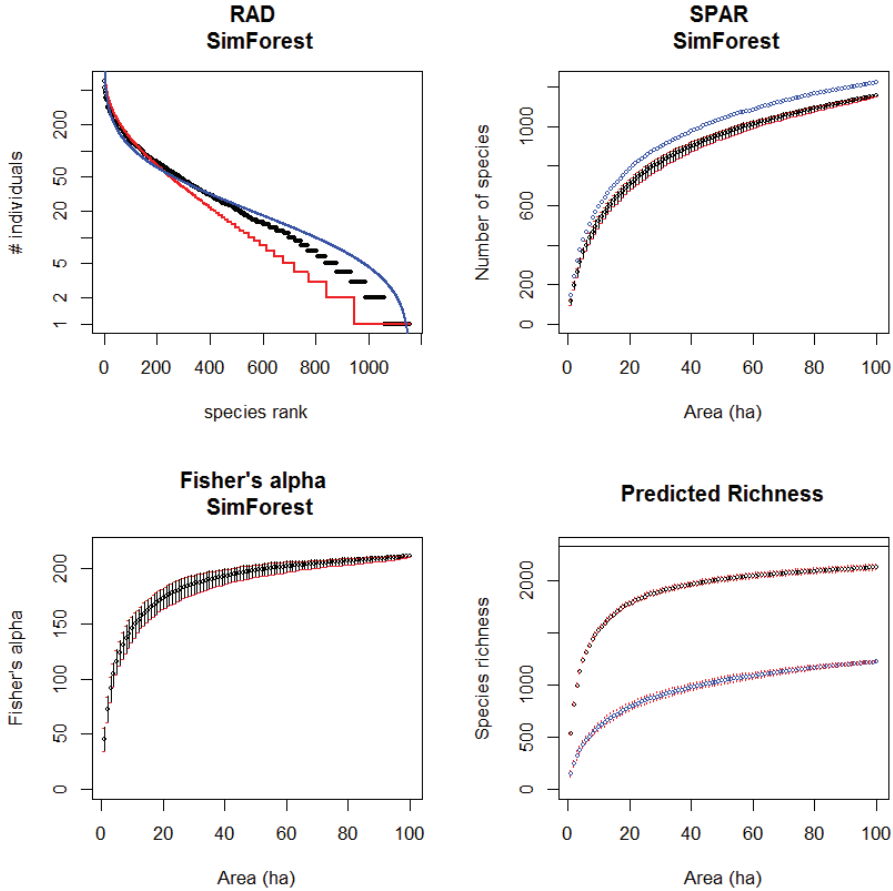 RAD
SimForest
# individuals
200
50
20
5
2
1
0
200
400
600
800
1000
species rank
SPAR
SimForest
Number of species
1000
600
200
0
0
20
40
60
80
100
Area (ha)
Fisher's alpha
SimForest
Fisher's alpha
200
150
100
50
0
0
20
40
60
80
100
Area (ha)
Predicted Richness
Species richness
2000
1000
500
0
0
20
40
60
80
100
Area (ha)